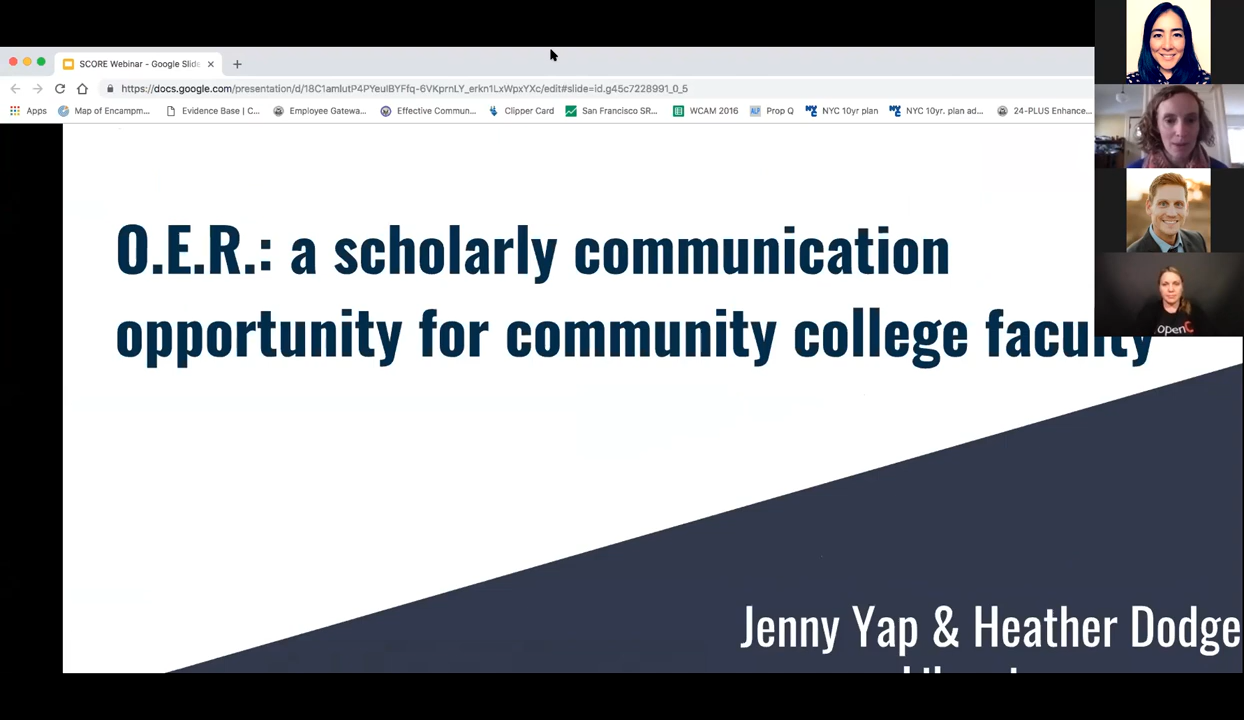 SCORE Webinar - Google Slide
https://docs.google.com/presentation/d/18C1amIutP4PYeuIBYFfq-6VKprnLY_erkn1LxWpxYXc/edit#slide=id.g45c7228991_0_5
Apps Map of Encampm... Evidence Base | C... Employee Gatewa... Effective Commun... Clipper Card San Francisco SR... WCAM 2016 Prop Q NYC 10yr plan NYC 10yr. plan ad... 24-PLUS Enhance...
O.E.R.: a scholarly communication
opportunity for community college faculty
openC
Jenny Yap & Heather Dodge